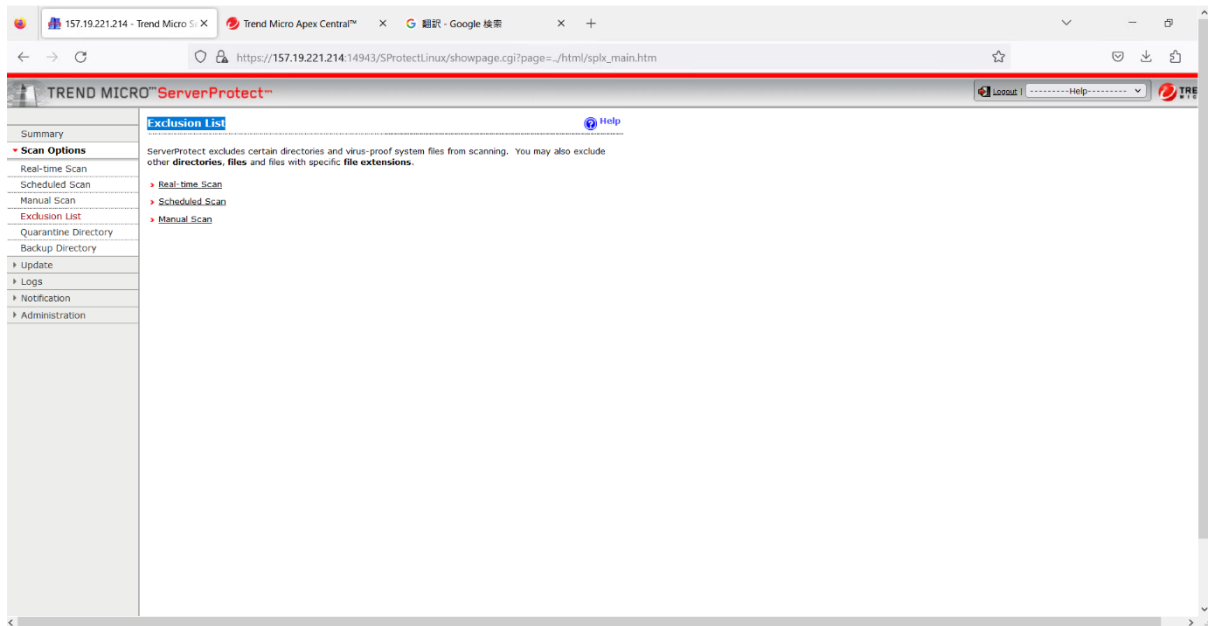 157.19.221.214 - Trend Micro S
Trend Micro Apex Central™
翻訳 - Google 検索
https://157.19.221.214:14943/SProtectLinux/showpage.cgi?page=../html/splx_main.htm
TREND MICRO™ ServerProtect™
Logout | ---------Help---------
Summary
Scan Options
Real-time Scan
Scheduled Scan
Manual Scan
Exclusion List
Quarantine Directory
Backup Directory
Update
Logs
Notification
Administration
Exclusion List
Help
ServerProtect excludes certain directories and virus-proof system files from scanning. You may also exclude
other directories, files and files with specific file extensions.
Real-time Scan
Scheduled Scan
Manual Scan